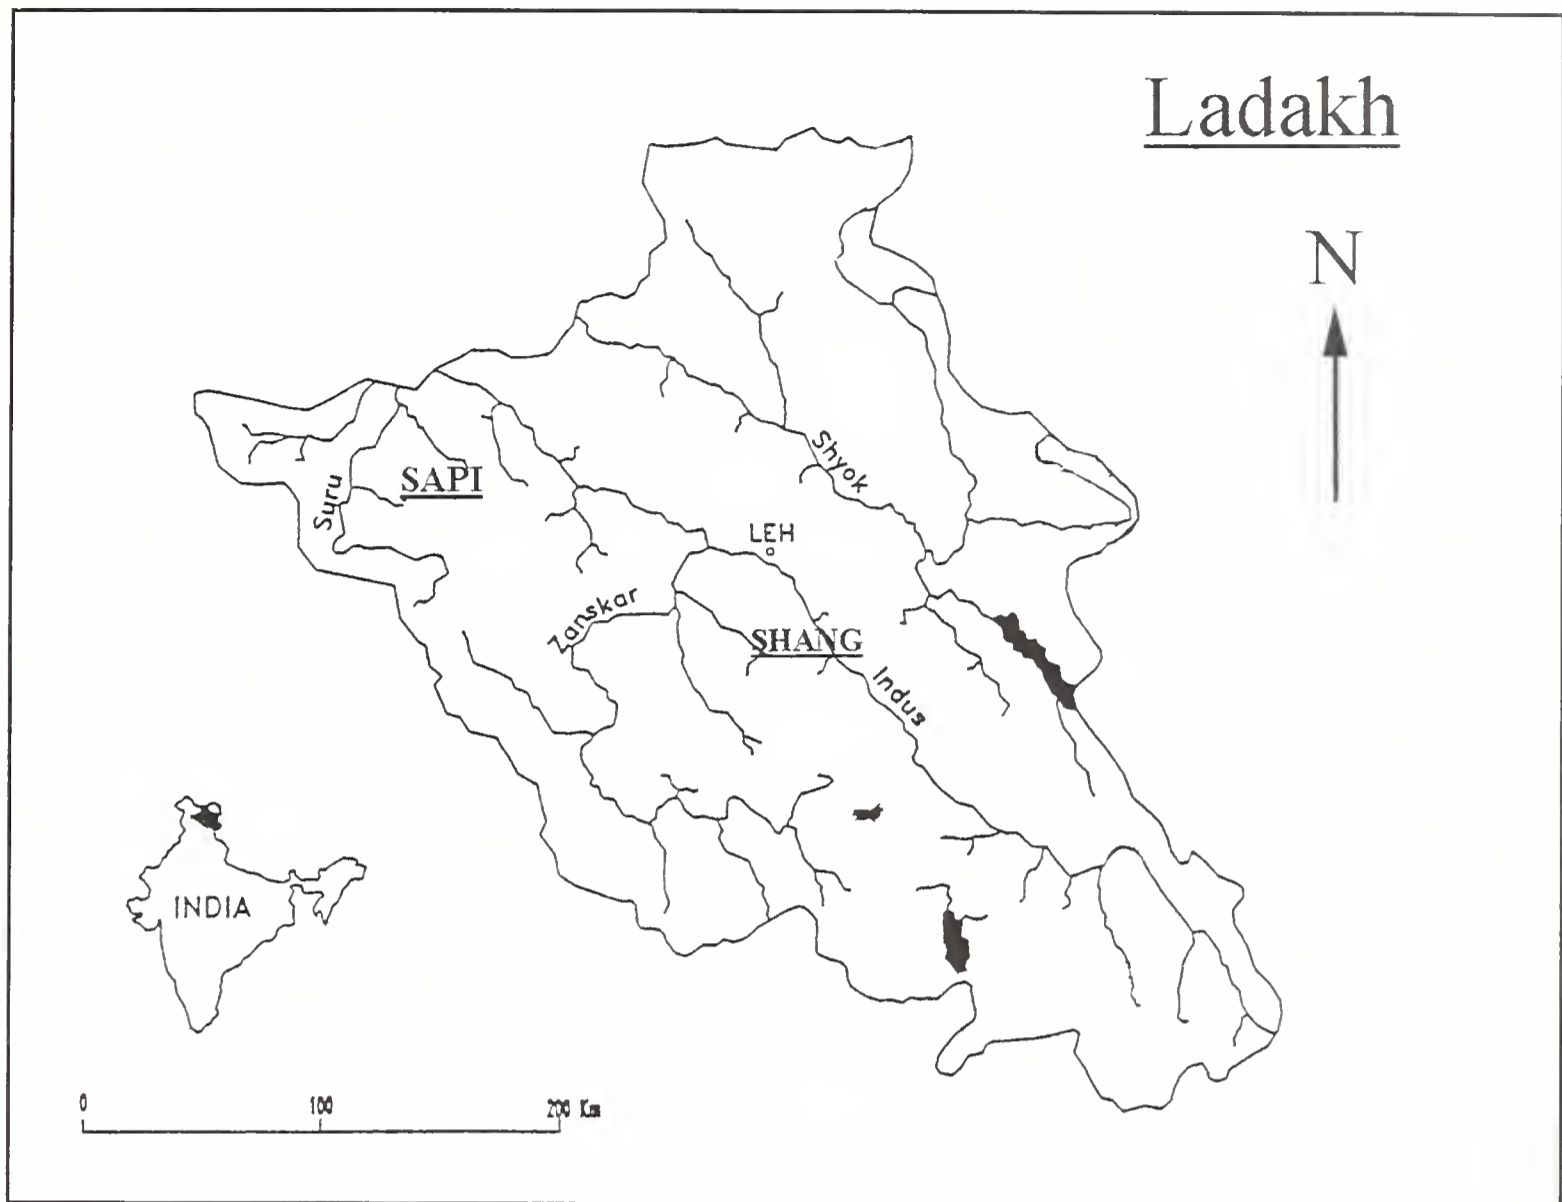 Ladakh
N
Shyok
Suru
SAPI
LEH
Zanskar
SHANG
Indus
INDIA
0 100 200 Km